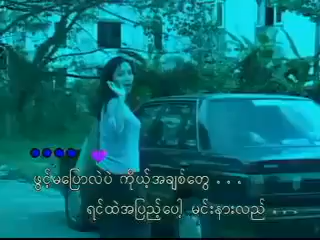 ဖွင့်မပြောလဲပဲ ကိုယ့်အချစ်တွေ . . .
ရင်ထဲအပြည့်ပေါ့ မင်းနားလည် . . .